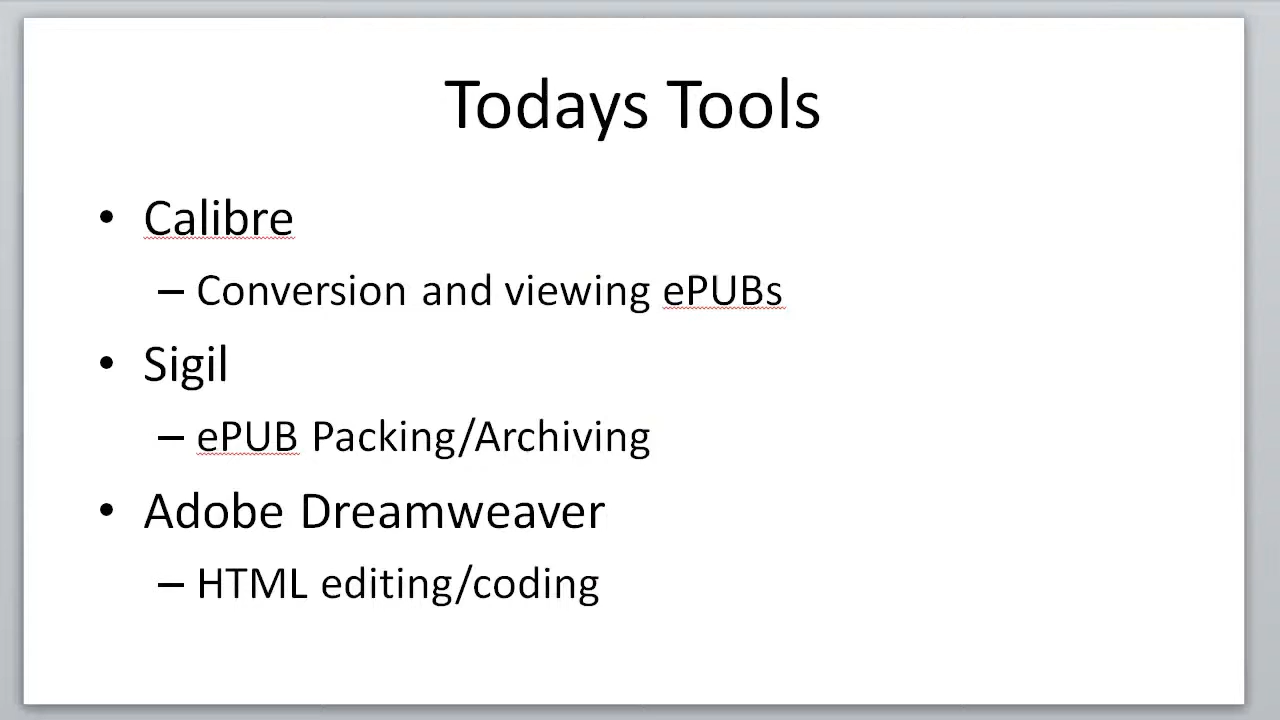 Todays Tools
• Calibre
– Conversion and viewing ePUBs
• Sigil
– ePUB Packing/Archiving
• Adobe Dreamweaver
– HTML editing/coding